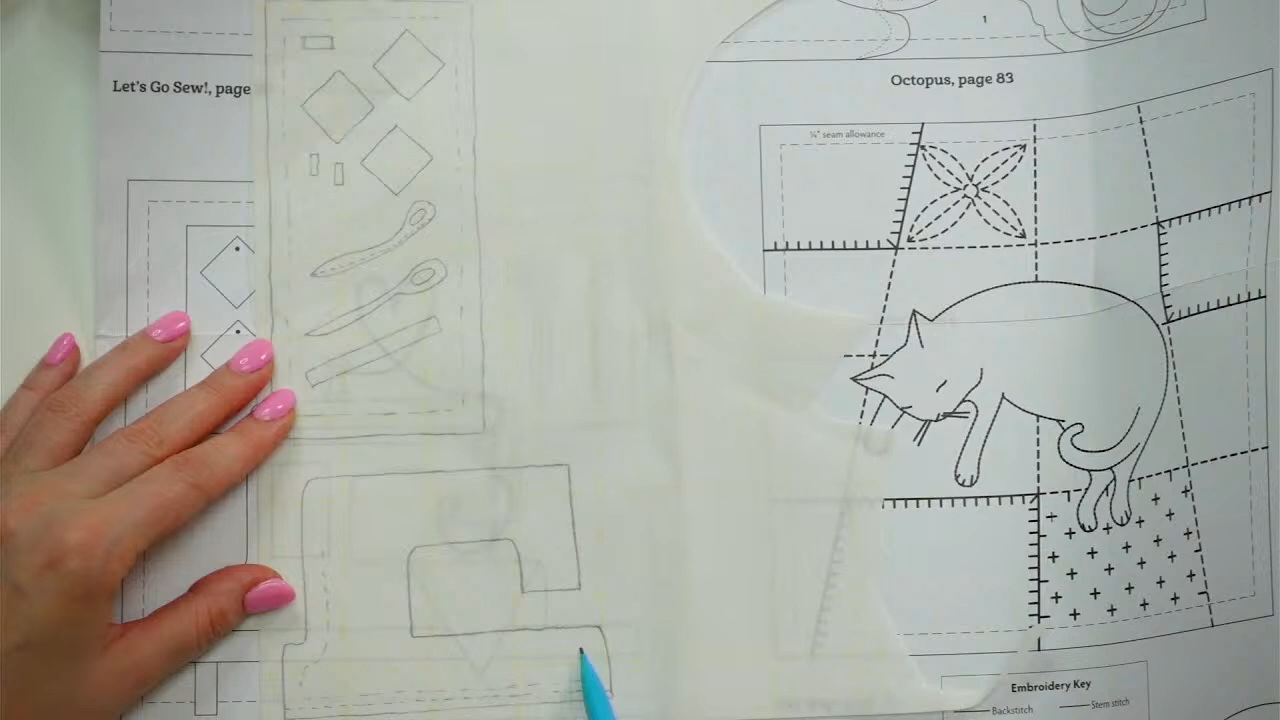 1
Let's Go Sew!, page
Octopus, page 83
¼" seam allowance
Embroidery Key
Backstitch
Stem stitch